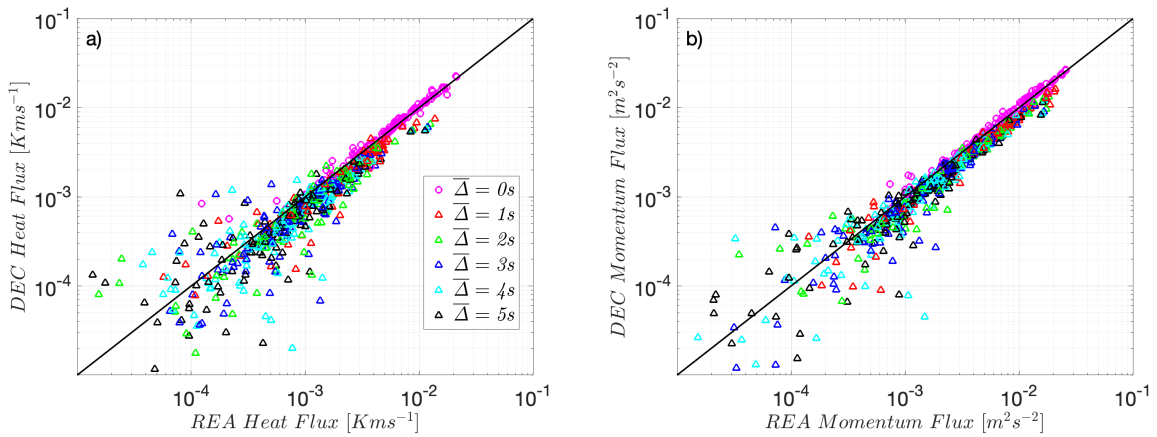 a)
10^-1
10^-2
10^-3
10^-4
DEC Heat Flux [Kms^-1]
Δ̅ = 0s
Δ̅ = 1s
Δ̅ = 2s
Δ̅ = 3s
Δ̅ = 4s
Δ̅ = 5s
10^-4 10^-3 10^-2 10^-1
REA Heat Flux [Kms^-1]
b)
10^-1
10^-2
10^-3
10^-4
DEC Momentum Flux [m^2s^-2]
10^-4 10^-3 10^-2 10^-1
REA Momentum Flux [m^2s^-2]